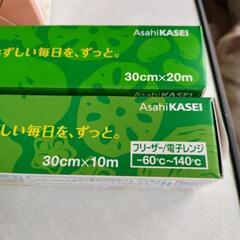 AsahiKASEI
ずしい毎日を、ずっと。
30cm×20m
AsahiKASEI
しい毎日を、ずっと。
30cm×10m
フリーザー/電子レンジ
-60℃~140℃